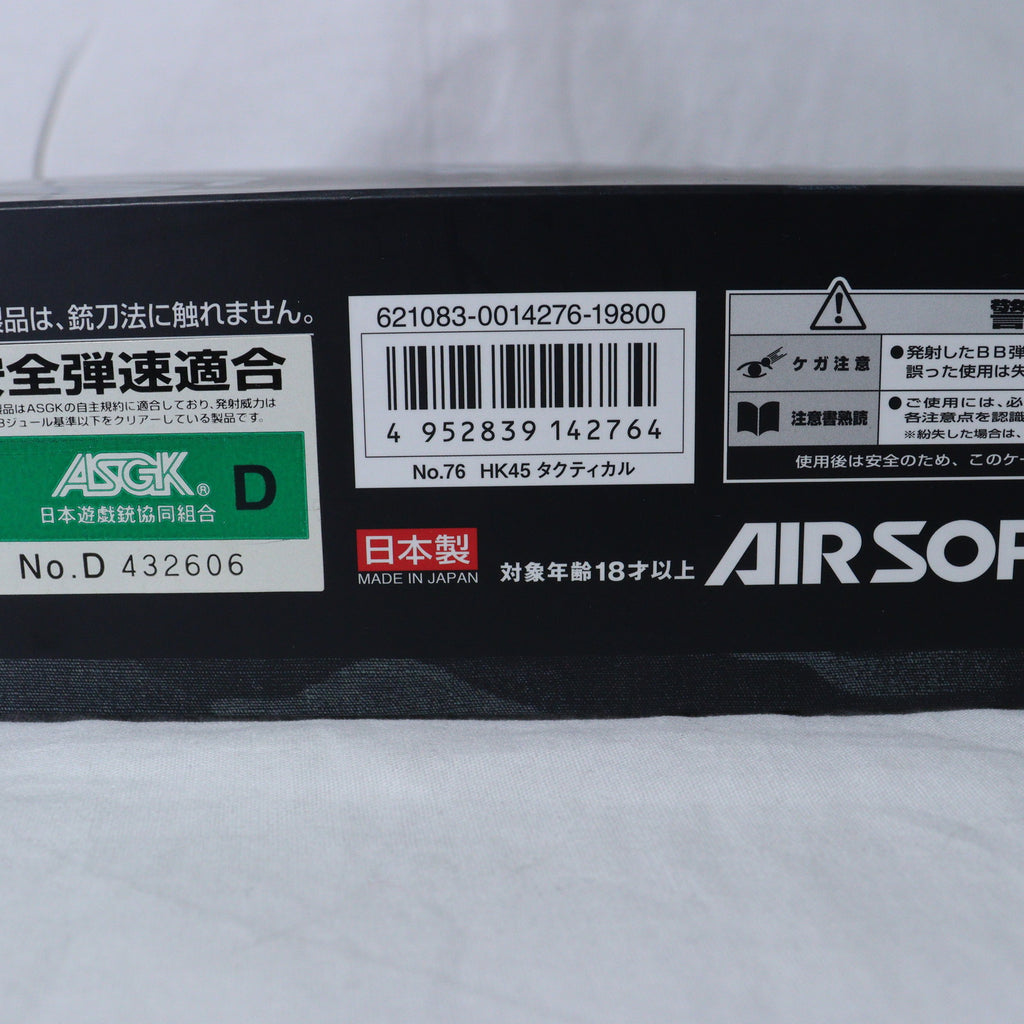 品は、銃刀法に触れません。
全弾速適合
品はASGKの自主規約に適合しており、発射威力は
ジュール基準以下をクリアーしている製品です。
ASGK® D
日本遊戯銃協同組合
No.D 432606
621083-0014276-19800
4 952839 142764
No.76 HK45 タクティカル
日本製
MADE IN JAPAN
対象年齢18才以上
AIR SOF
ケガ注意
●発射したBB弾
誤った使用は失
注意書熟読
●ご使用には、必
各注意点を認識
※紛失した場合は、
使用後は安全のため、このケー